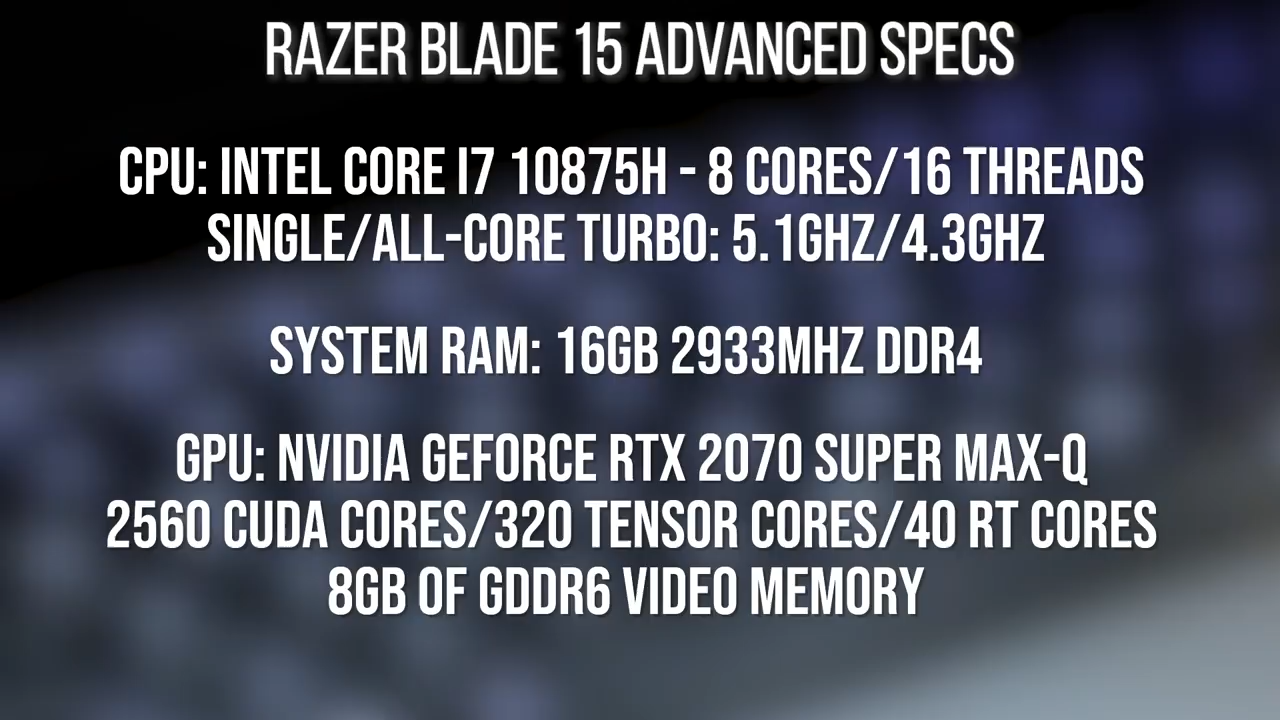 RAZER BLADE 15 ADVANCED SPECS
CPU: INTEL CORE I7 10875H - 8 CORES/16 THREADS
SINGLE/ALL-CORE TURBO: 5.1GHZ/4.3GHZ
SYSTEM RAM: 16GB 2933MHZ DDR4
GPU: NVIDIA GEFORCE RTX 2070 SUPER MAX-Q
2560 CUDA CORES/320 TENSOR CORES/40 RT CORES
8GB OF GDDR6 VIDEO MEMORY